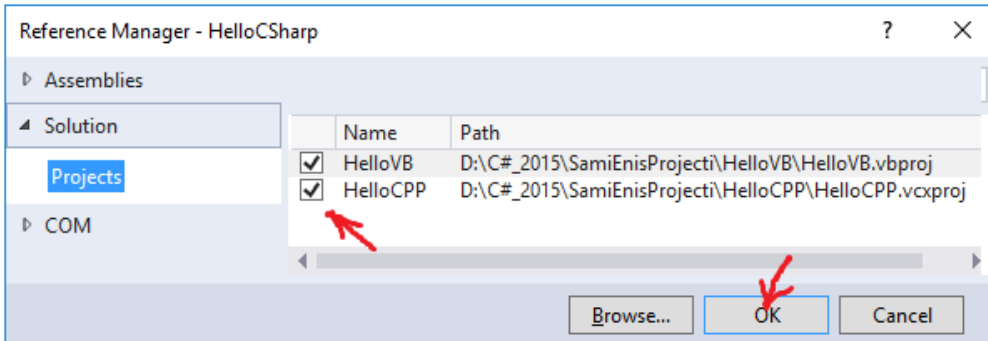 Reference Manager - HelloCSharp ?
Assemblies
Solution
Projects
COM
Name Path
HelloVB D:\C#_2015\SamiEnisProjecti\HelloVB\HelloVB.vbproj
HelloCPP D:\C#_2015\SamiEnisProjecti\HelloCPP\HelloCPP.vcxproj
Browse... OK Cancel